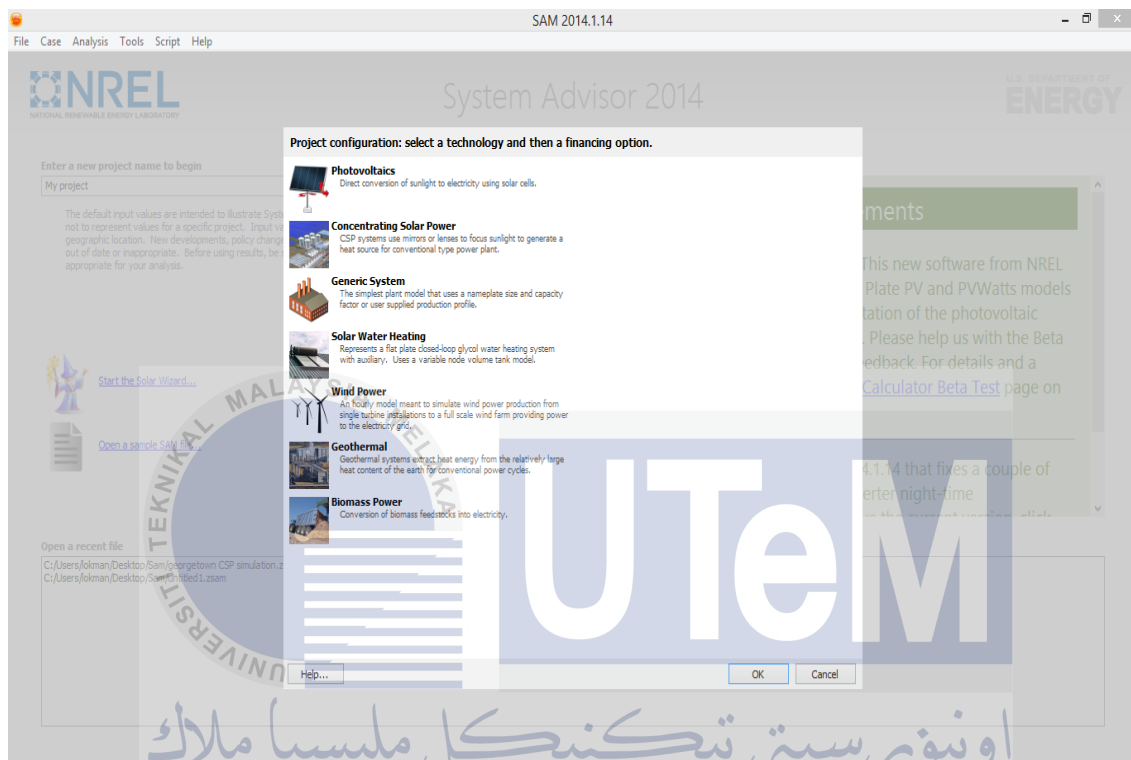 SAM 2014.1.14
File Case Analysis Tools Script Help
NREL
NATIONAL RENEWABLE ENERGY LABORATORY
System Advisor 2014
U.S. DEPARTMENT OF
ENERGY
Enter a new project name to begin
My project
The default input values are intended to illustrate
not to represent values for a specific project. Input
geographic location. New developments, policy
out of date or inappropriate. Before using results, be
appropriate for your analysis.
Start the Solar Wizard...
Open a sample SAM
Open a recent file
C:/Users/lokman/Desktop/Sam/georgetown CSP simulation.z
C:/Users/lokman/Desktop/Sam/Untitled1.zsam
Project configuration: select a technology and then a financing option.
Photovoltaics
Direct conversion of sunlight to electricity using solar cells.
Concentrating Solar Power
CSP systems use mirrors or lenses to focus sunlight to generate a
heat source for conventional type power plant.
Generic System
The simplest plant model that uses a nameplate size and capacity
factor or user supplied production profile.
Solar Water Heating
Represents a flat plate closed-loop glycol water heating system
with auxiliary. Uses a variable node volume tank model.
Wind Power
An hourly model meant to simulate wind power production from
single turbine installations to a full scale wind farm providing power
to the electricity grid.
Geothermal
Geothermal systems extract heat energy from the relatively large
heat content of the earth for conventional power cycles.
Biomass Power
Conversion of biomass feedstocks into electricity.
Help...
OK Cancel
ments
This new software from NREL
Plate PV and PVWatts models
tation of the photovoltaic
. Please help us with the Beta
edback. For details and a
Calculator Beta Test page on
4.1.14 that fixes a couple of
erter night-time
UNIVERSITI TEKNIKAL MALAYSIA MELAKA
UTeM
اونيۏرسيتي تيكنيكل مليسيا ملاك